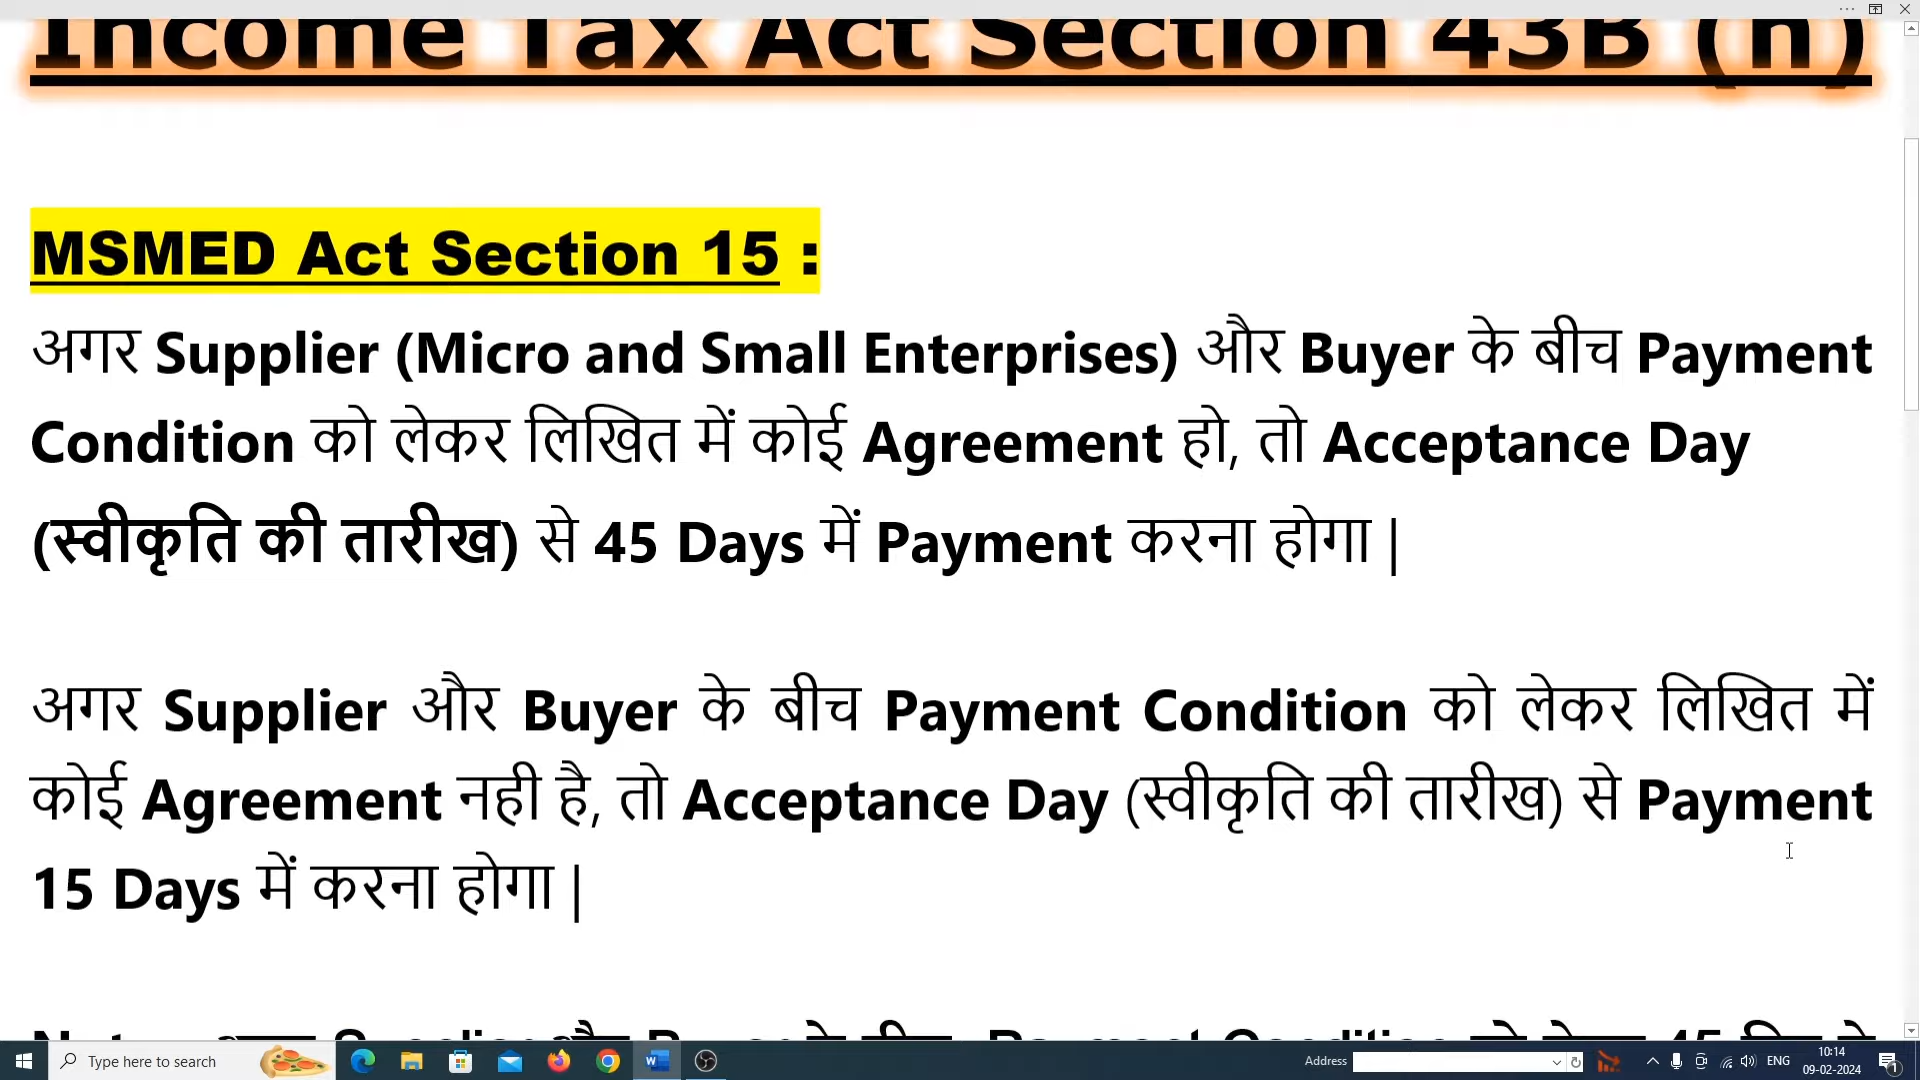 Income Tax Act Section 43B (h)
MSMED Act Section 15 :
अगर Supplier (Micro and Small Enterprises) और Buyer के बीच Payment
Condition को लेकर लिखित में कोई Agreement हो, तो Acceptance Day
(स्वीकृति की तारीख) से 45 Days में Payment करना होगा |
अगर Supplier और Buyer के बीच Payment Condition को लेकर लिखित में
कोई Agreement नही है, तो Acceptance Day (स्वीकृति की तारीख) से Payment
15 Days में करना होगा |
Type here to search
Address
ENG
10:14
09-02-2024
1